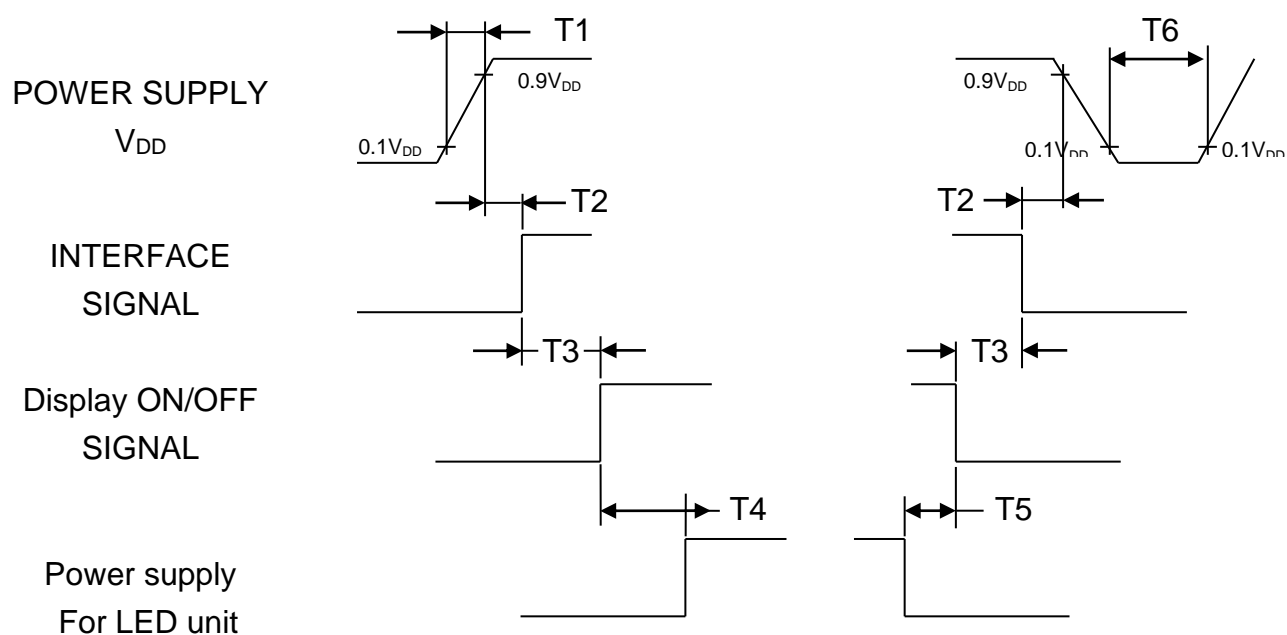 T1
T6
POWER SUPPLY
VDD
0.9VDD
0.1VDD
0.9VDD
0.1VDD
0.1VDD
T2
T2
INTERFACE
SIGNAL
T3
T3
Display ON/OFF
SIGNAL
T4
T5
Power supply
For LED unit